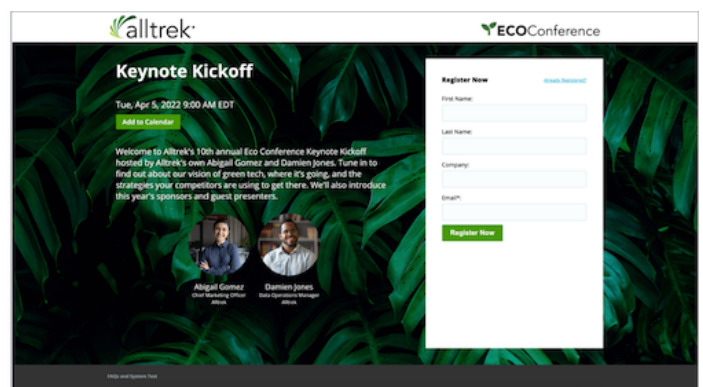 alltrek
ECOConference
Keynote Kickoff
Tue, Apr 5, 2022 9:00 AM EDT
Add to Calendar
Welcome to Alltrek's 10th annual Eco Conference Keynote Kickoff
hosted by Alltrek's own Abigail Gomez and Damien Jones. Tune in to
find out about our vision of green tech, where it's going, and the
strategies your competitors are using to get there. We'll also introduce
this year's sponsors and guest presenters.
Abigail Gomez
Chief Marketing Officer
Alltrek
Damien Jones
Data Operations Manager
Alltrek
Register Now
Already Registered?
First Name:
Last Name:
Company:
Email*:
Register Now
FAQs and System Test